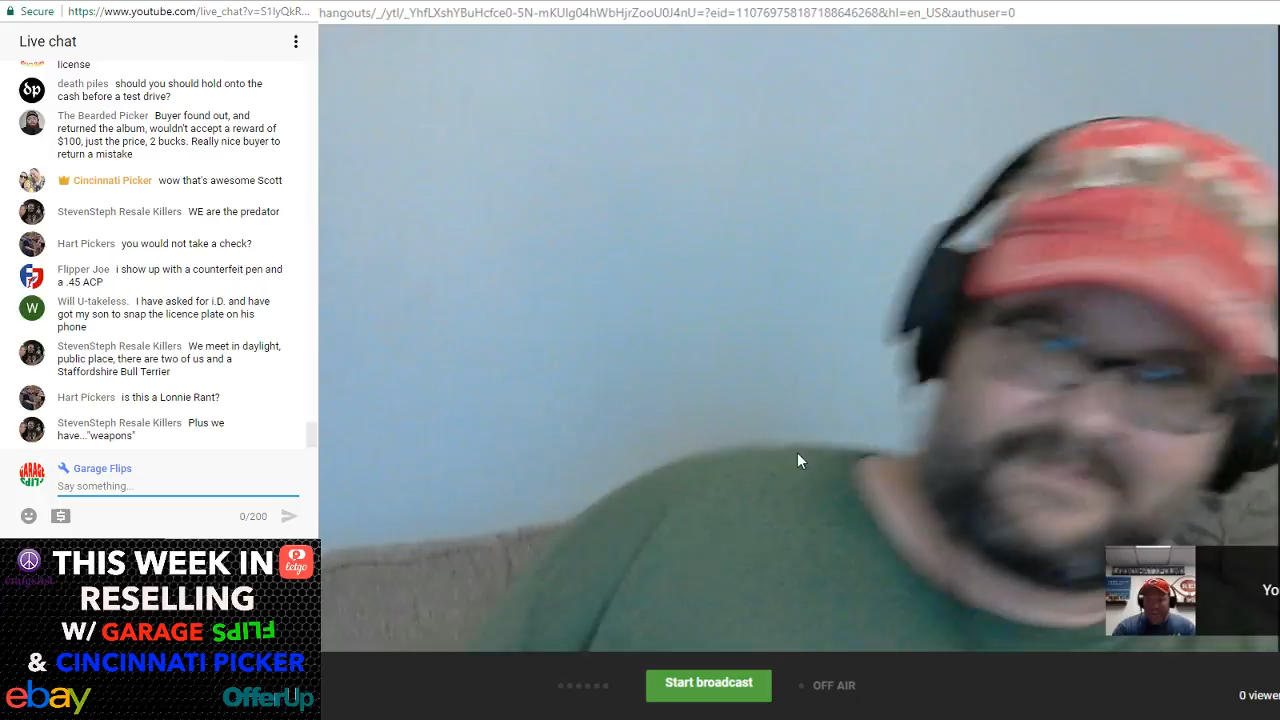 Secure https://www.youtube.com/live_chat?v=S1lyQkR...
hangouts/_/ytl/_YhfLXshYBuHcfce0-5N-mKUlg04hWbHjrZooU0J4nU=?eid=110769758187188646268&hl=en_US&authuser=0
Live chat
license
death piles should you should hold onto the
cash before a test drive?
The Bearded Picker Buyer found out, and
returned the album, wouldn't accept a reward of
$100, just the price, 2 bucks. Really nice buyer to
return a mistake
Cincinnati Picker wow that's awesome Scott
StevenSteph Resale Killers WE are the predator
Hart Pickers you would not take a check?
Flipper Joe i show up with a counterfeit pen and
a .45 ACP
Will U-takeless. I have asked for i.D. and have
got my son to snap the licence plate on his
phone
StevenSteph Resale Killers We meet in daylight,
public place, there are two of us and a
Staffordshire Bull Terrier
Hart Pickers is this a Lonnie Rant?
StevenSteph Resale Killers Plus we
have..."weapons"
GARAGE
FLIPS
Garage Flips
Say something...
0/200
THIS WEEK IN
letgo
craigslist
RESELLING
W/ GARAGE FLIPS
& CINCINNATI PICKER
ebay OfferUp
Yo
Start broadcast
OFF AIR
0 viewer